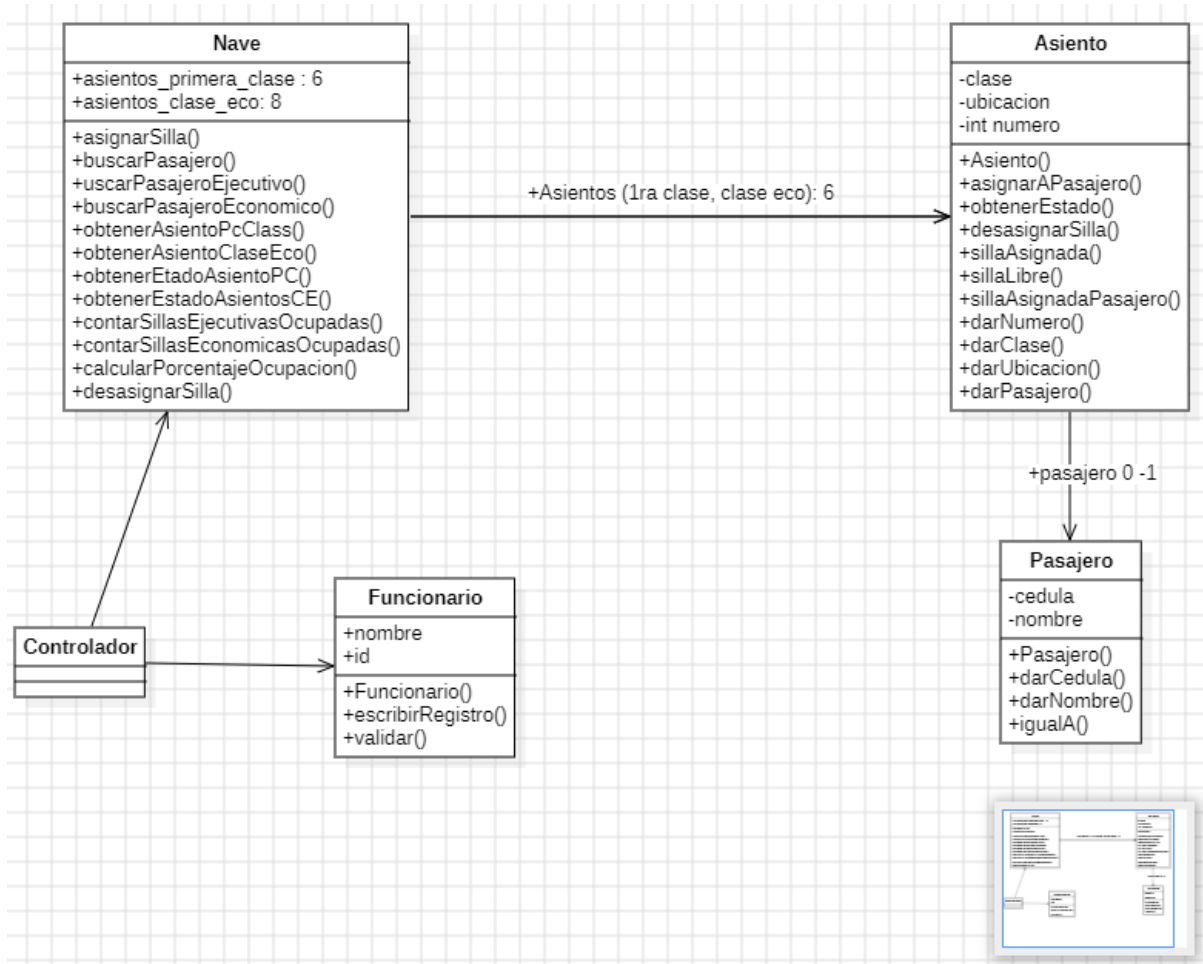 Nave
+asientos_primera_clase : 6
+asientos_clase_eco: 8
+asignarSilla()
+buscarPasajero()
+uscarPasajeroEjecutivo()
+buscarPasajeroEconomico()
+obtenerAsientoPcClass()
+obtenerAsientoClaseEco()
+obtenerEtadoAsientoPC()
+obtenerEstadoAsientosCE()
+contarSillasEjecutivasOcupadas()
+contarSillasEconomicasOcupadas()
+calcularPorcentajeOcupacion()
+desasignarSilla()
+Asientos (1ra clase, clase eco): 6
Asiento
-clase
-ubicacion
-int numero
+Asiento()
+asignarAPasajero()
+obtenerEstado()
+desasignarSilla()
+sillaAsignada()
+sillaLibre()
+sillaAsignadaPasajero()
+darNumero()
+darClase()
+darUbicacion()
+darPasajero()
+pasajero 0 -1
Pasajero
-cedula
-nombre
+Pasajero()
+darCedula()
+darNombre()
+igualA()
Controlador
Funcionario
+nombre
+id
+Funcionario()
+escribirRegistro()
+validar()